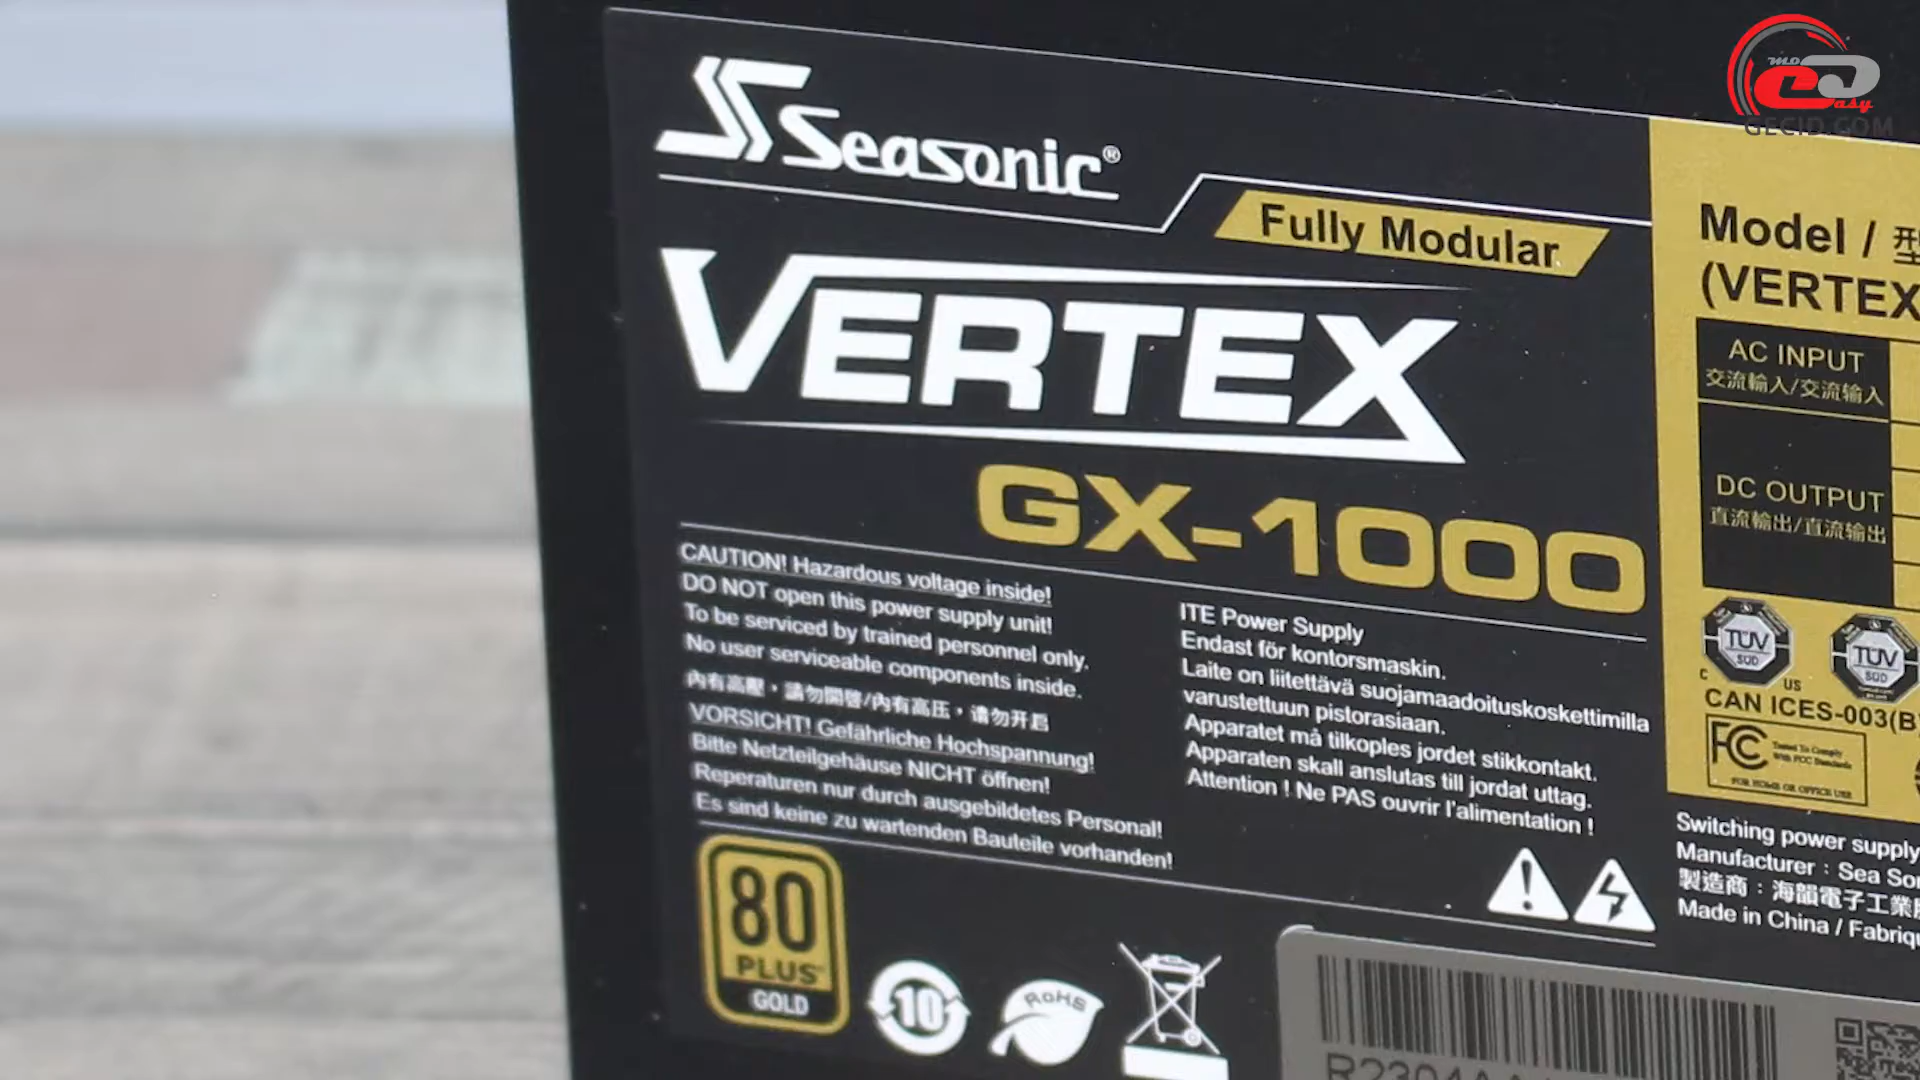 Seasonic®
Fully Modular
VERTEX
GX-1000
CAUTION! Hazardous voltage inside!
DO NOT open this power supply unit!
To be serviced by trained personnel only.
No user serviceable components inside.
內有高壓，請勿開啓/内有高压，请勿开启
VORSICHT! Gefährliche Hochspannung!
Bitte Netzteilgehäuse NICHT öffnen!
Reperaturen nur durch ausgebildetes Personal!
Es sind keine zu wartenden Bauteile vorhanden!
ITE Power Supply
Endast för kontorsmaskin.
Laite on liitettävä suojamaadoituskoskettimilla
varustettuun pistorasiaan.
Apparatet må tilkoples jordet stikkontakt.
Apparaten skall anslutas till jordat uttag.
Attention ! Ne PAS ouvrir l'alimentation !
80
PLUS
GOLD
10
RoHS
Model / 型
(VERTEX
AC INPUT
交流輸入/交流输入
DC OUTPUT
直流輸出/直流输出
TÜV
SÜD
C US
TÜV
SÜD
CAN ICES-003(B)
FC Tested To Comply
With FCC Standards
FOR HOME OR OFFICE USE
Switching power supply
Manufacturer : Sea Son
製造商：海韻電子工業
Made in China / Fabriqu
R2304AA
MD
easy
GECID.COM